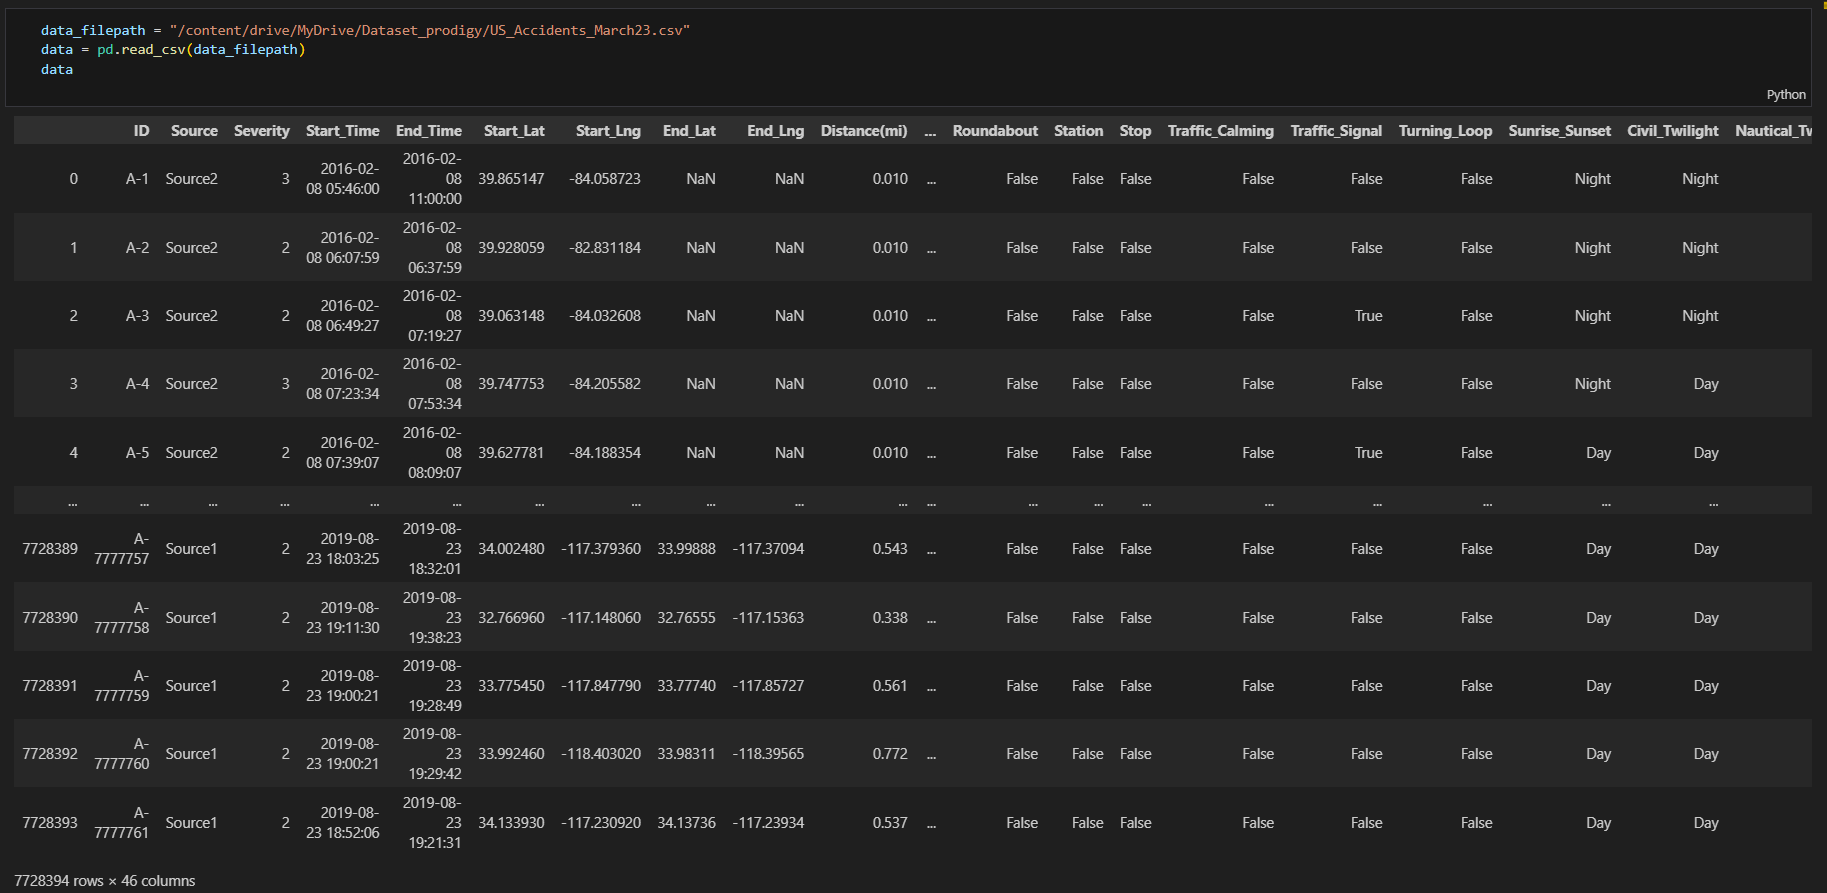 data_filepath = "/content/drive/MyDrive/Dataset_prodigy/US_Accidents_March23.csv"
data = pd.read_csv(data_filepath)
data
Python
ID Source Severity Start_Time End_Time Start_Lat Start_Lng End_Lat End_Lng Distance(mi) ... Roundabout Station Stop Traffic_Calming Traffic_Signal Turning_Loop Sunrise_Sunset Civil_Twilight Nautical_Tw
0 A-1 Source2 3 2016-02-08 05:46:00 2016-02-08 11:00:00 39.865147 -84.058723 NaN NaN 0.010 ... False False False False False False Night Night
1 A-2 Source2 2 2016-02-08 06:07:59 2016-02-08 06:37:59 39.928059 -82.831184 NaN NaN 0.010 ... False False False False False False Night Night
2 A-3 Source2 2 2016-02-08 06:49:27 2016-02-08 07:19:27 39.063148 -84.032608 NaN NaN 0.010 ... False False False False True False Night Night
3 A-4 Source2 3 2016-02-08 07:23:34 2016-02-08 07:53:34 39.747753 -84.205582 NaN NaN 0.010 ... False False False False False False Night Day
4 A-5 Source2 2 2016-02-08 07:39:07 2016-02-08 08:09:07 39.627781 -84.188354 NaN NaN 0.010 ... False False False False True False Day Day
... ... ... ... ... ... ... ... ... ... ... ... ... ... ... ... ... ... ... ...
7728389 A-7777757 Source1 2 2019-08-23 18:03:25 2019-08-23 18:32:01 34.002480 -117.379360 33.99888 -117.37094 0.543 ... False False False False False False Day Day
7728390 A-7777758 Source1 2 2019-08-23 19:11:30 2019-08-23 19:38:23 32.766960 -117.148060 32.76555 -117.15363 0.338 ... False False False False False False Day Day
7728391 A-7777759 Source1 2 2019-08-23 19:00:21 2019-08-23 19:28:49 33.775450 -117.847790 33.77740 -117.85727 0.561 ... False False False False False False Day Day
7728392 A-7777760 Source1 2 2019-08-23 19:00:21 2019-08-23 19:29:42 33.992460 -118.403020 33.98311 -118.39565 0.772 ... False False False False False False Day Day
7728393 A-7777761 Source1 2 2019-08-23 18:52:06 2019-08-23 19:21:31 34.133930 -117.230920 34.13736 -117.23934 0.537 ... False False False False False False Day Day
7728394 rows × 46 columns